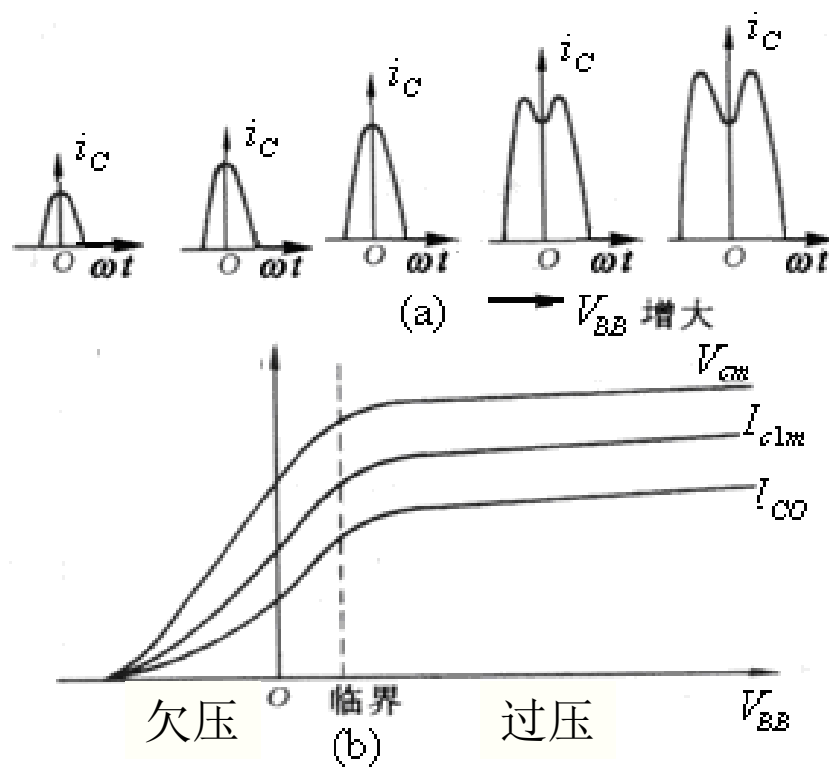 i_C i_C i_C i_C i_C
O ωt O ωt O ωt O ωt O ωt
(a) V_BB 增大
V_cm
I_c1m
I_CO
O 临界 V_BB
欠压 过压
(b)